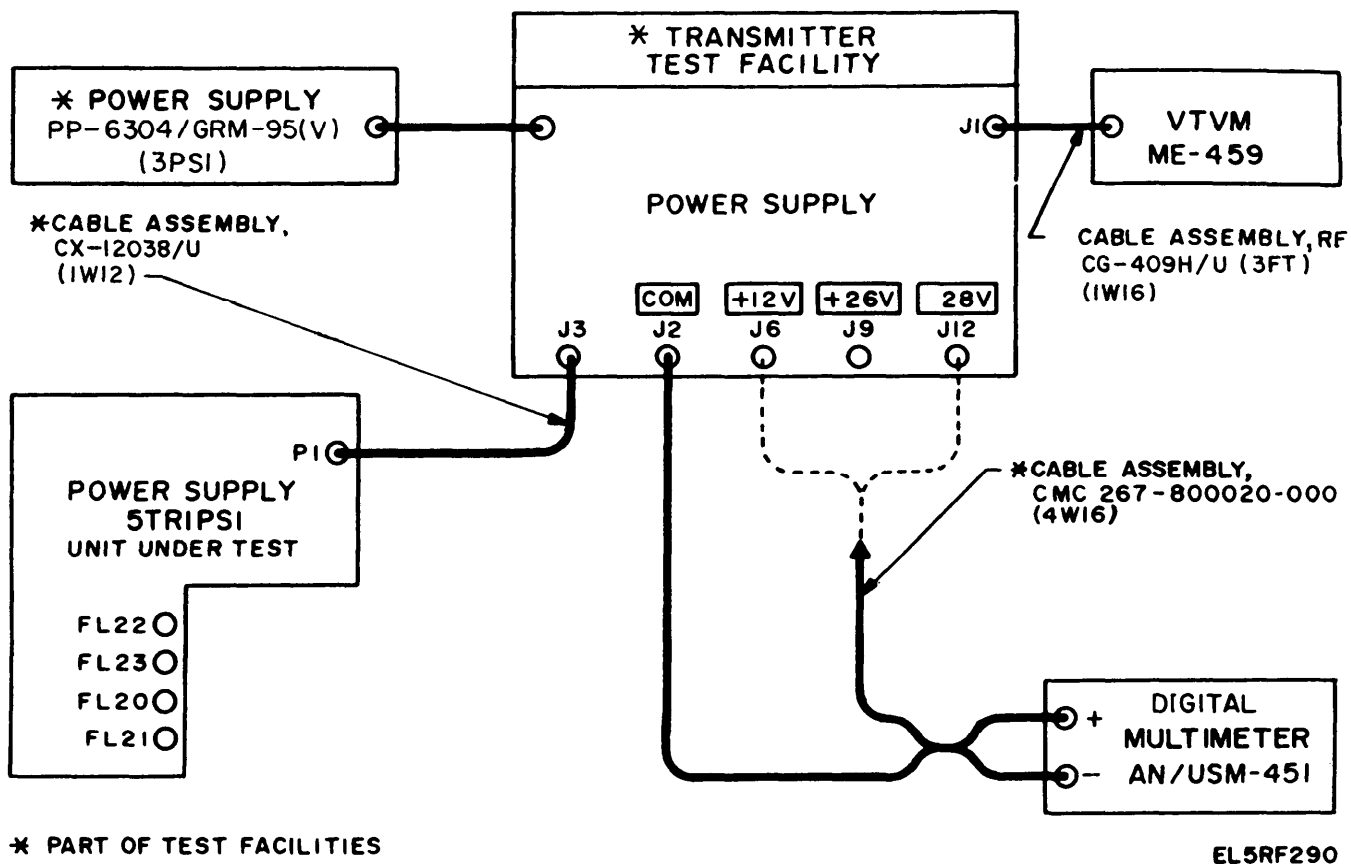 * TRANSMITTER
TEST FACILITY
* POWER SUPPLY
PP-6304/GRM-95(V)
(3PS1)
J1
VTVM
ME-459
POWER SUPPLY
*CABLE ASSEMBLY,
CX-12038/U
(1W12)
CABLE ASSEMBLY, RF
CG-409H/U (3FT)
(1W16)
COM
+12V
+26V
28V
J3
J2
J6
J9
J12
P1
POWER SUPPLY
5TR1PS1
UNIT UNDER TEST
*CABLE ASSEMBLY,
CMC 267-800020-000
(4W16)
FL22
FL23
FL20
FL21
+
-
DIGITAL
MULTIMETER
AN/USM-451
* PART OF TEST FACILITIES
EL5RF290